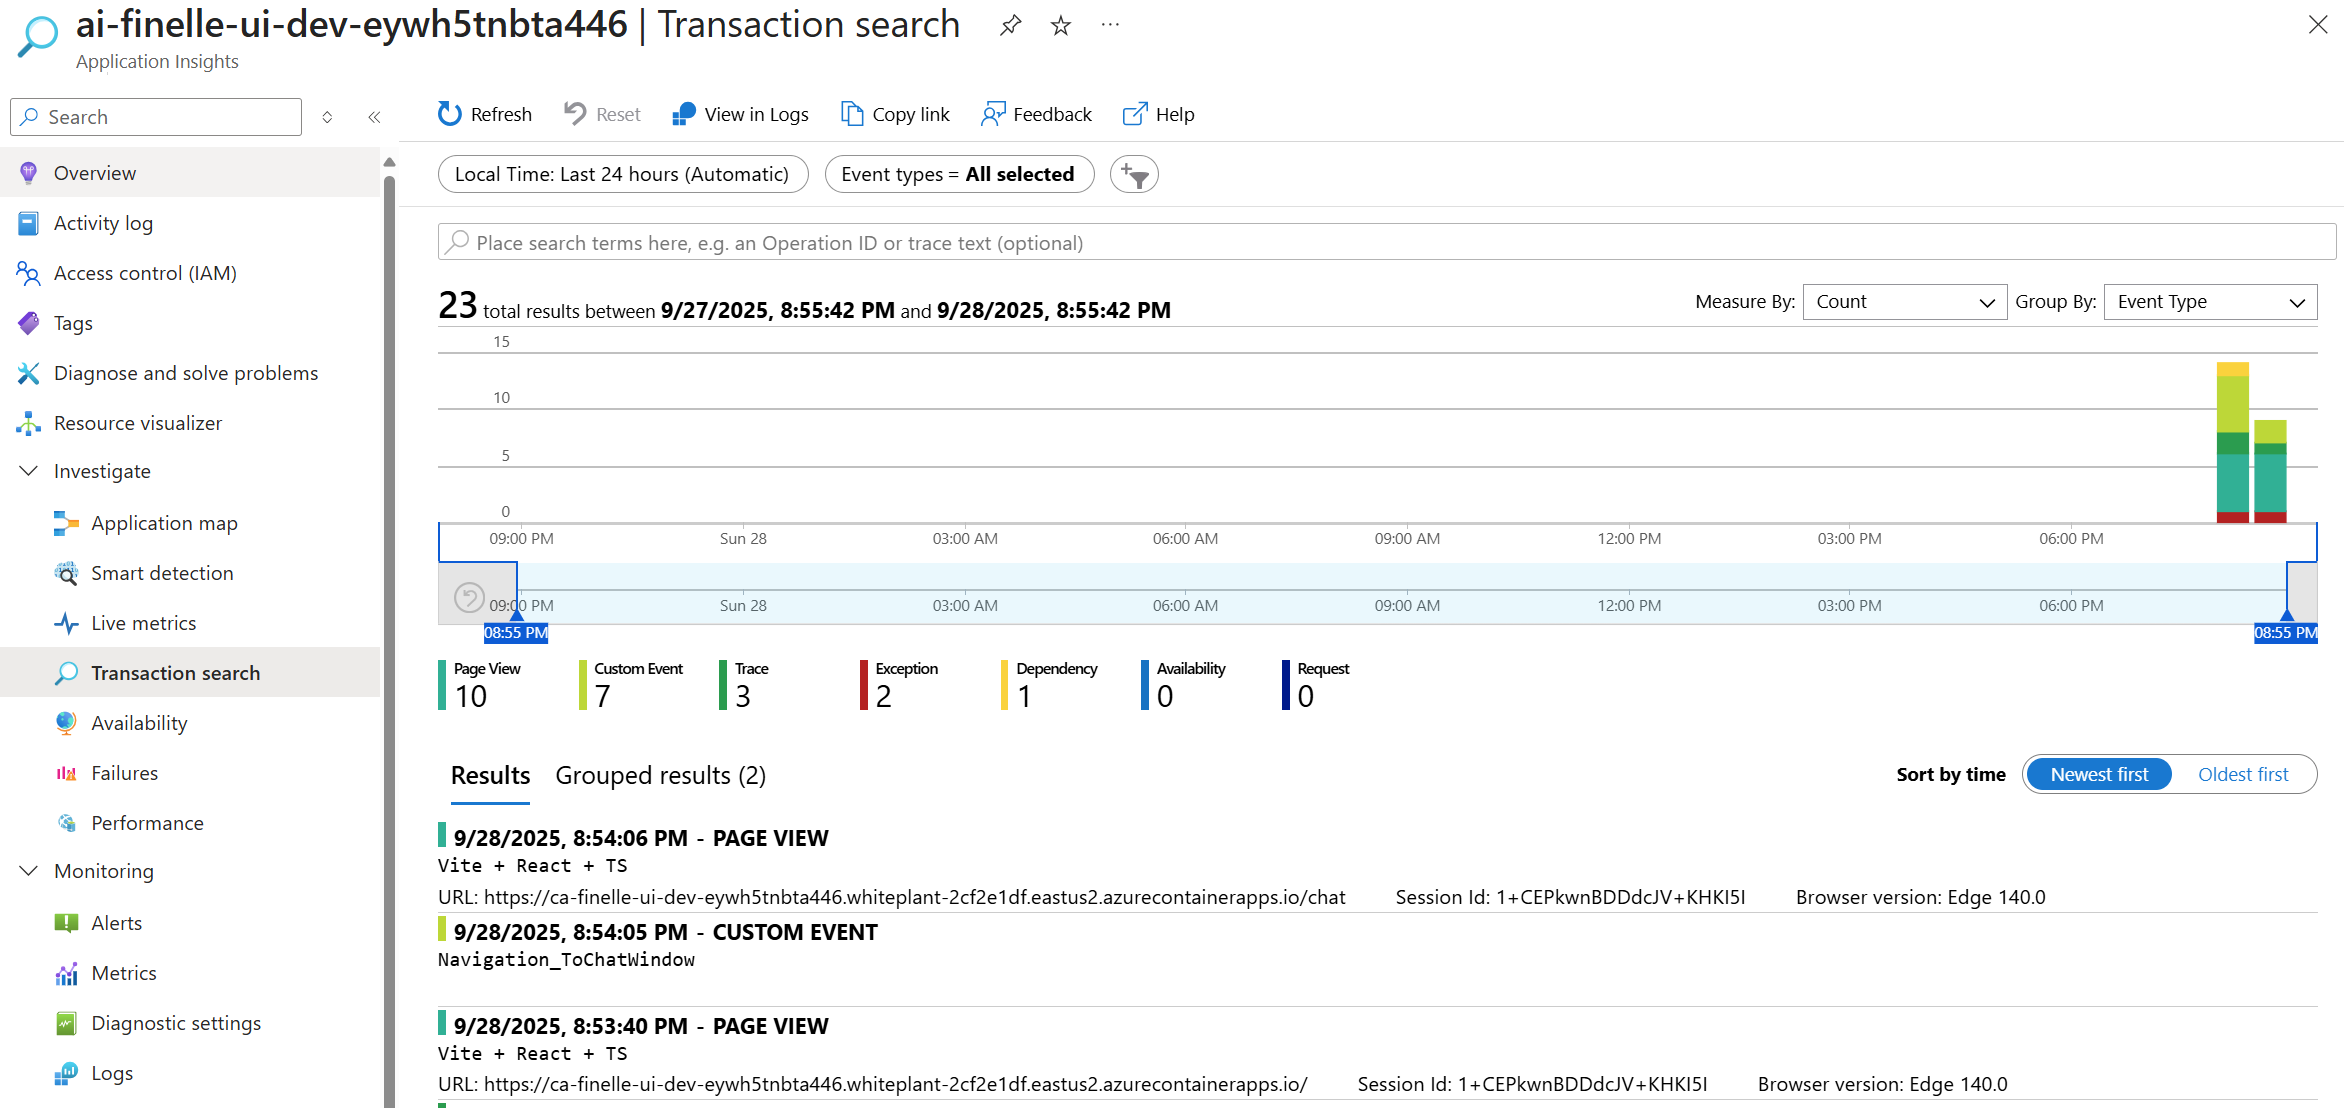 ai-finelle-ui-dev-eywh5tnbta446 | Transaction search
Application Insights
Search
Overview
Activity log
Access control (IAM)
Tags
Diagnose and solve problems
Resource visualizer
Investigate
Application map
Smart detection
Live metrics
Transaction search
Availability
Failures
Performance
Monitoring
Alerts
Metrics
Diagnostic settings
Logs
Refresh Reset View in Logs Copy link Feedback Help
Local Time: Last 24 hours (Automatic) Event types = All selected
Place search terms here, e.g. an Operation ID or trace text (optional)
23 total results between 9/27/2025, 8:55:42 PM and 9/28/2025, 8:55:42 PM
Measure By: Count Group By: Event Type
15
10
5
0
09:00 PM Sun 28 03:00 AM 06:00 AM 09:00 AM 12:00 PM 03:00 PM 06:00 PM
09:00 PM Sun 28 03:00 AM 06:00 AM 09:00 AM 12:00 PM 03:00 PM 06:00 PM
08:55 PM 08:55 PM
Page View Custom Event Trace Exception Dependency Availability Request
10 7 3 2 1 0 0
Results Grouped results (2)
Sort by time Newest first Oldest first
9/28/2025, 8:54:06 PM - PAGE VIEW
Vite + React + TS
URL: https://ca-finelle-ui-dev-eywh5tnbta446.whiteplant-2cf2e1df.eastus2.azurecontainerapps.io/chat Session Id: 1+CEPkwnBDDdcJV+KHKI5I Browser version: Edge 140.0
9/28/2025, 8:54:05 PM - CUSTOM EVENT
Navigation_ToChatWindow
9/28/2025, 8:53:40 PM - PAGE VIEW
Vite + React + TS
URL: https://ca-finelle-ui-dev-eywh5tnbta446.whiteplant-2cf2e1df.eastus2.azurecontainerapps.io/ Session Id: 1+CEPkwnBDDdcJV+KHKI5I Browser version: Edge 140.0